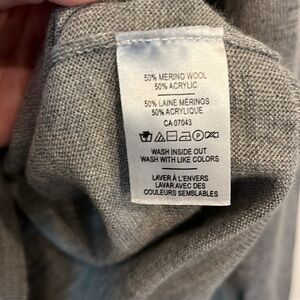 50% MERINO WOOL
50% ACRYLIC
50% LAINE MÉRINOS
50% ACRYLIQUE
CA 07043
WASH INSIDE OUT
WASH WITH LIKE COLORS
LAVER À L'ENVERS
LAVAR AVEC DES
COULEURS SEMBLABLES